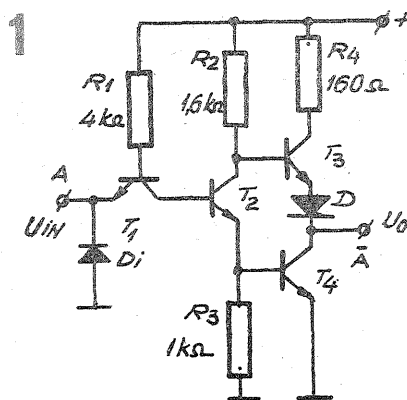 1
+
R1
4kΩ
R2
1,6kΩ
R4
160Ω
A
UIN
T1
Di
T2
T3
D
U0
Ā
T4
R3
1kΩ